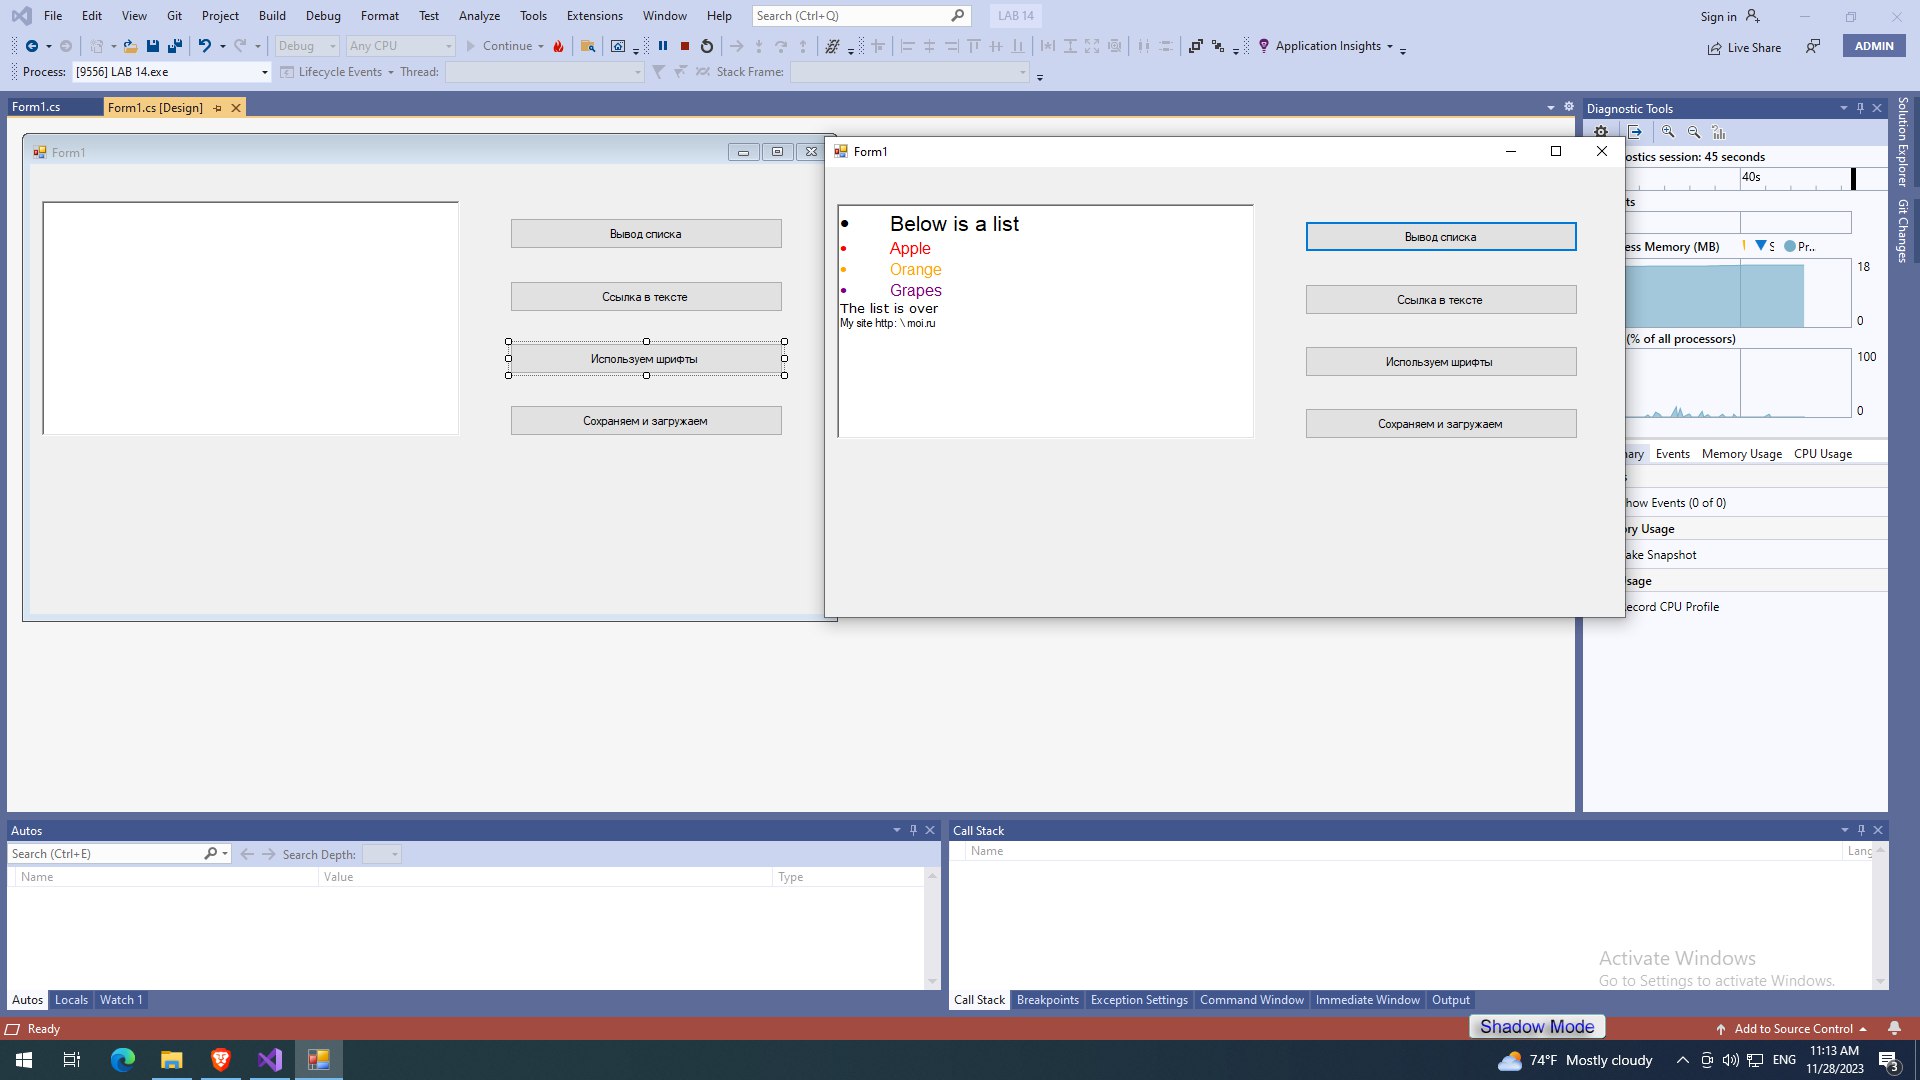 File Edit View Git Project Build Debug Format Test Analyze Tools Extensions Window Help Search (Ctrl+Q) LAB 14 Sign in
Debug Any CPU Continue Application Insights Live Share ADMIN
Process: [9556] LAB 14.exe Lifecycle Events Thread: Stack Frame:
Form1.cs Form1.cs [Design]
Form1
Вывод списка
Ссылка в тексте
Используем шрифты
Сохраняем и загружаем
Form1
Below is a list
Apple
Orange
Grapes
The list is over
My site http: \ moi.ru
Вывод списка
Ссылка в тексте
Используем шрифты
Сохраняем и загружаем
Diagnostic Tools
ostics session: 45 seconds
40s
ts
ess Memory (MB) S Pr...
18
0
(% of all processors)
100
0
ary Events Memory Usage CPU Usage
s
how Events (0 of 0)
ry Usage
ake Snapshot
sage
ecord CPU Profile
Solution Explorer
Git Changes
Autos
Search (Ctrl+E) Search Depth:
Name Value Type
Autos Locals Watch 1
Call Stack
Name Lang
Activate Windows
Go to Settings to activate Windows.
Call Stack Breakpoints Exception Settings Command Window Immediate Window Output
Ready
Shadow Mode
Add to Source Control
74°F Mostly cloudy
ENG
11:13 AM
11/28/2023
3